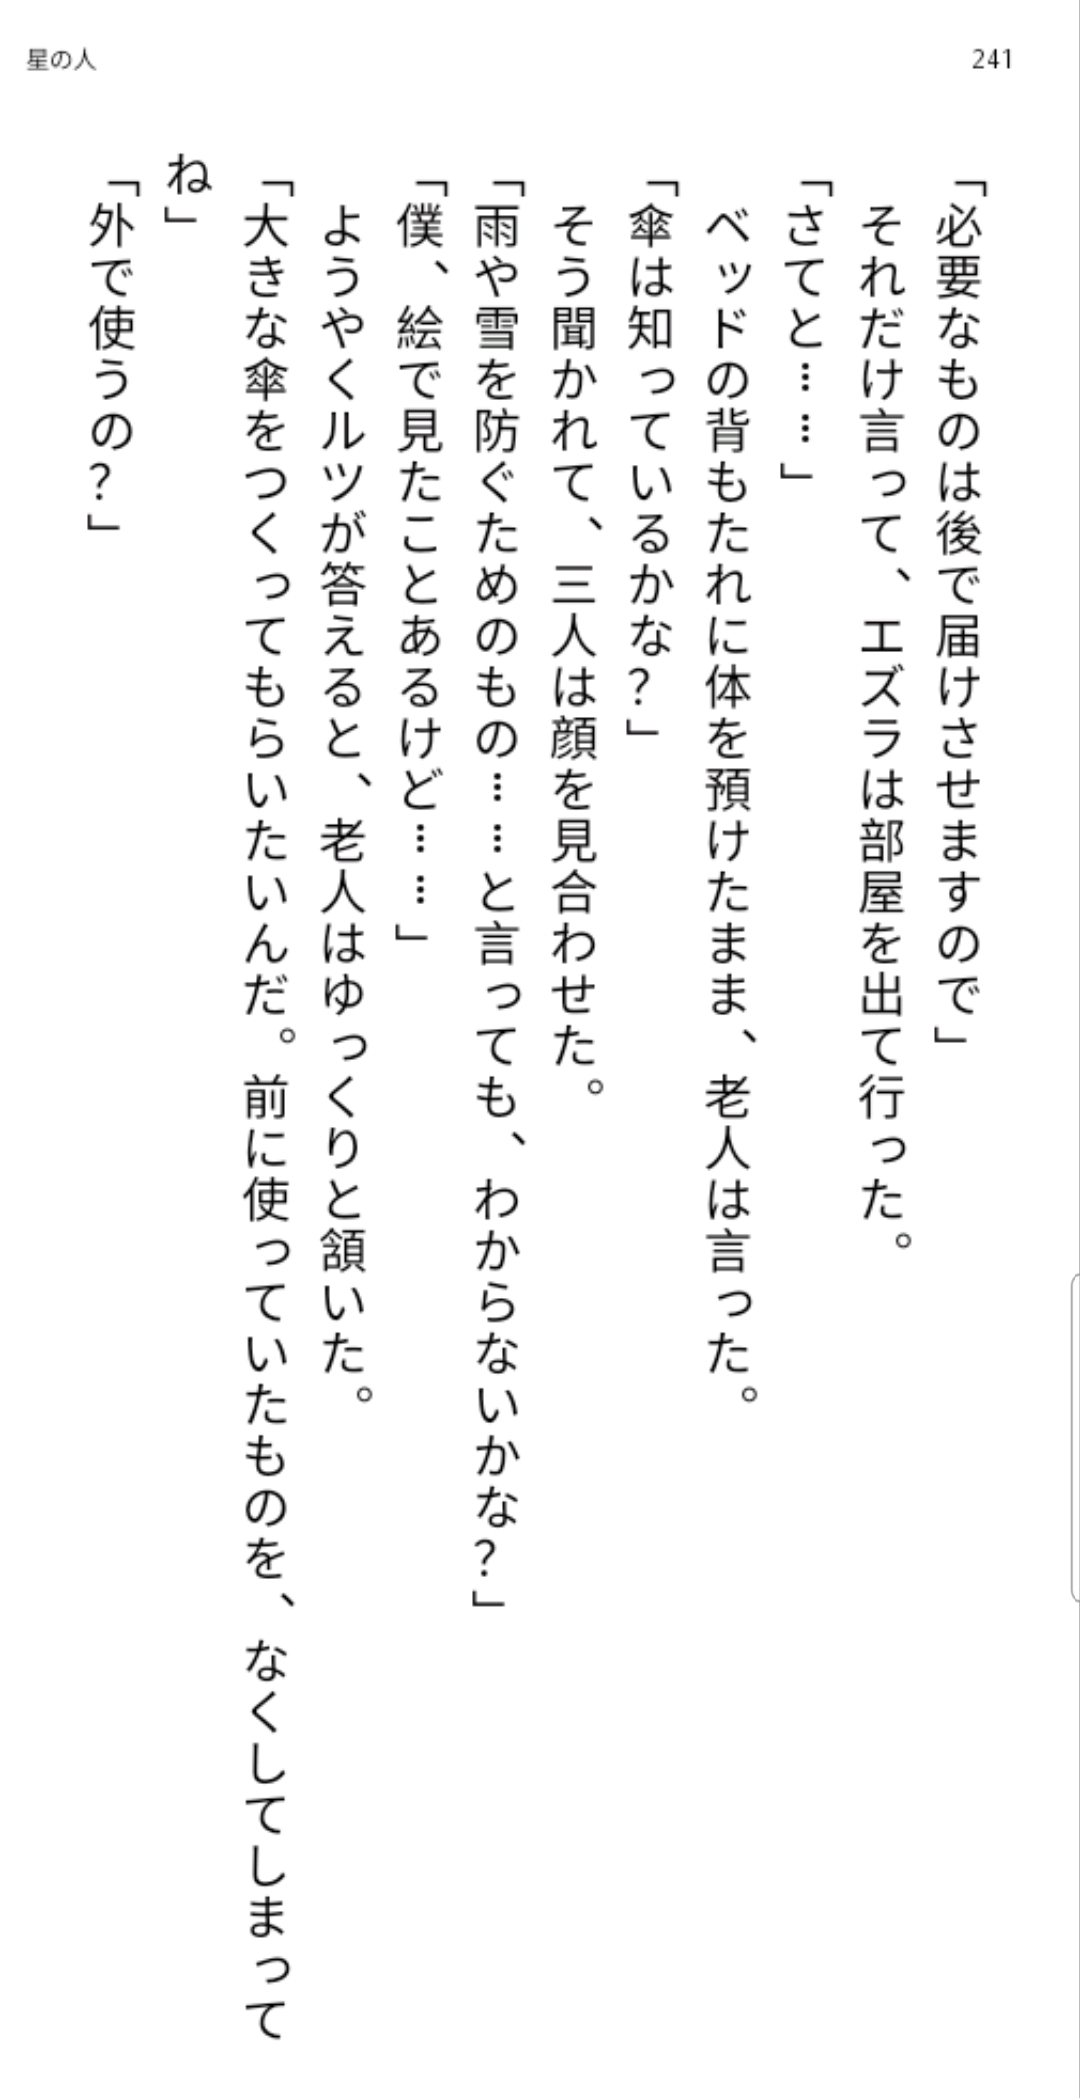 星の人
241
「必要なものは後で届けさせますので」
それだけ言って、エズラは部屋を出て行った。
「さてと……」
ベッドの背もたれに体を預けたまま、老人は言った。
「傘は知っているかな?」
そう聞かれて、三人は顔を見合わせた。
「雨や雪を防ぐためのもの……と言っても、わからないかな?」
「僕、絵で見たことあるけど……」
ようやくルツが答えると、老人はゆっくりと頷いた。
「大きな傘をつくってもらいたいんだ。前に使っていたものを、なくしてしまって
ね」
「外で使うの?」